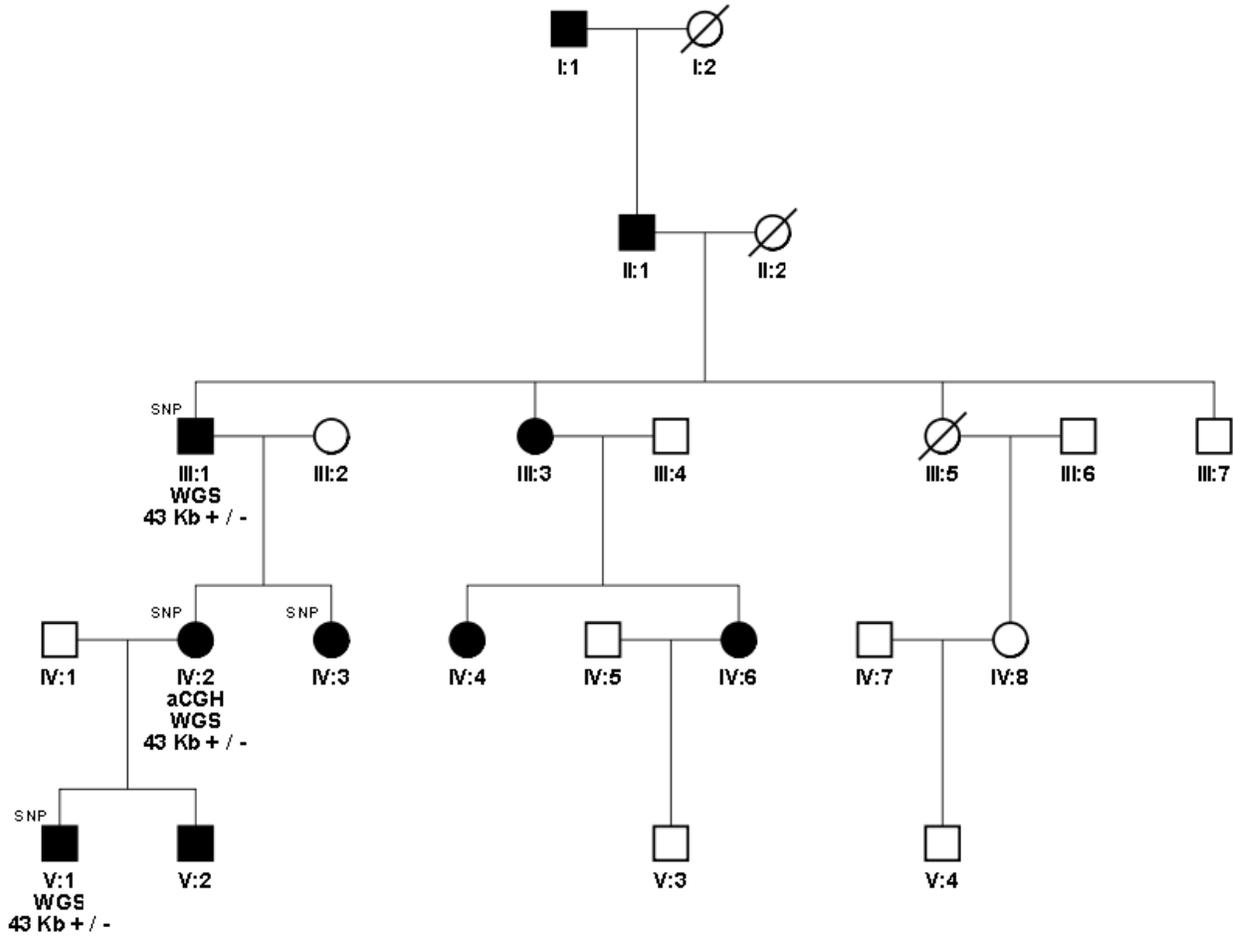 I:1 I:2
II:1 II:2
SNP
III:1 III:2 III:3 III:4 III:5 III:6 III:7
WGS
43 Kb + / -
SNP SNP
IV:1 IV:2 IV:3 IV:4 IV:5 IV:6 IV:7 IV:8
aCGH
WGS
43 Kb + / -
SNP
V:1 V:2 V:3 V:4
WGS
43 Kb + / -